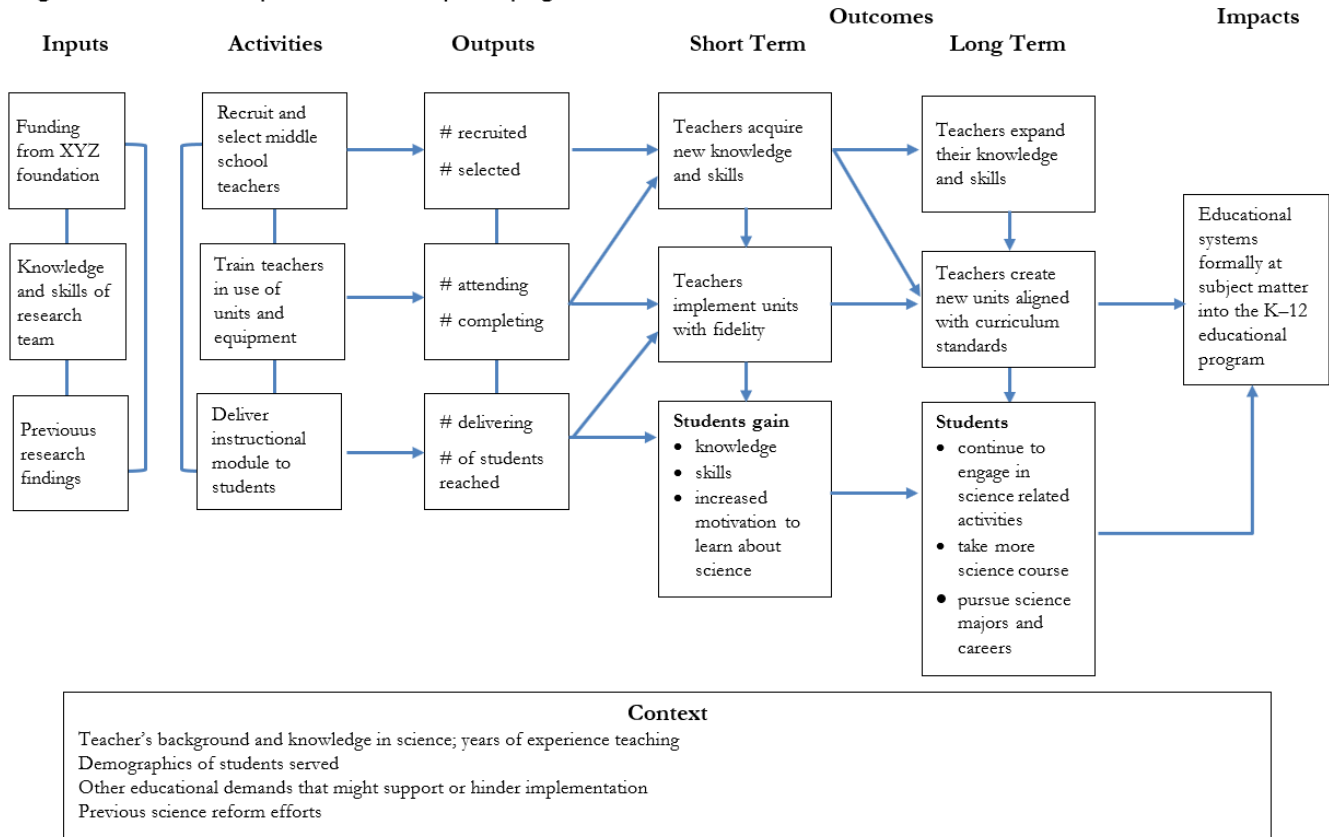 Outcomes
Impacts
Inputs
Activities
Outputs
Short Term
Long Term
Funding
from XYZ
foundation
Knowledge
and skills of
research
team
Previouus
research
findings
Recruit and
select middle
school
teachers
Train teachers
in use of
units and
equipment
Deliver
instructional
module to
students
# recruited
# selected
# attending
# completing
# delivering
# of students
reached
Teachers acquire
new knowledge
and skills
Teachers
implement units
with fidelity
Students gain
• knowledge
• skills
• increased
motivation to
learn about
science
Teachers expand
their knowledge
and skills
Teachers create
new units aligned
with curriculum
standards
Students
• continue to
engage in
science related
activities
• take more
science course
• pursue science
majors and
careers
Educational
systems
formally at
subject matter
into the K–12
educational
program
Context
Teacher's background and knowledge in science; years of experience teaching
Demographics of students served
Other educational demands that might support or hinder implementation
Previous science reform efforts